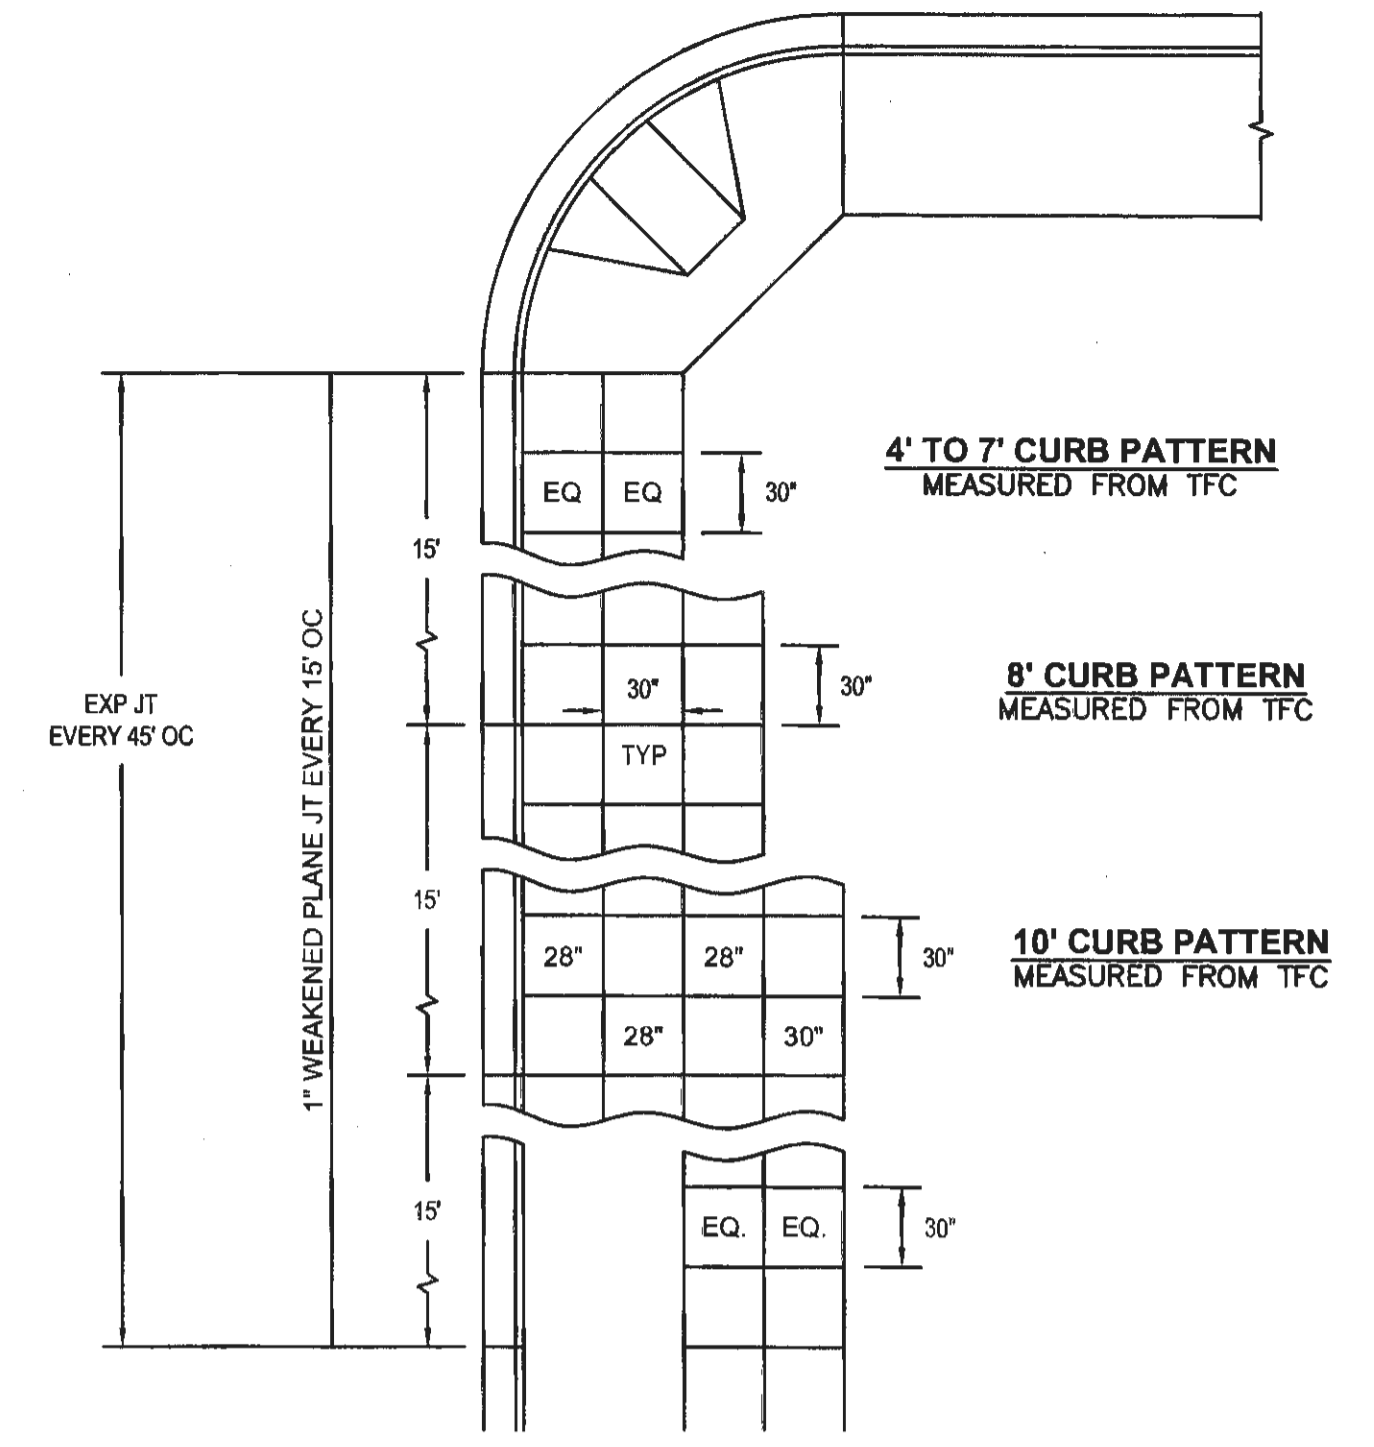 4' TO 7' CURB PATTERN
MEASURED FROM TFC
EQ
EQ
30"
15'
8' CURB PATTERN
MEASURED FROM TFC
30"
30"
TYP
EXP JT
EVERY 45' OC
1" WEAKENED PLANE JT EVERY 15' OC
15'
10' CURB PATTERN
MEASURED FROM TFC
28"
28"
30"
28"
30"
15'
EQ.
EQ.
30"